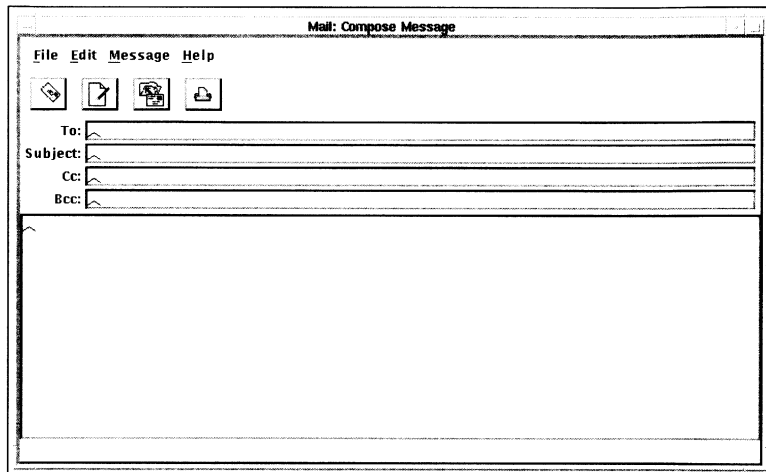 Mail: Compose Message
File Edit Message Help
To:
Subject:
Cc:
Bcc: